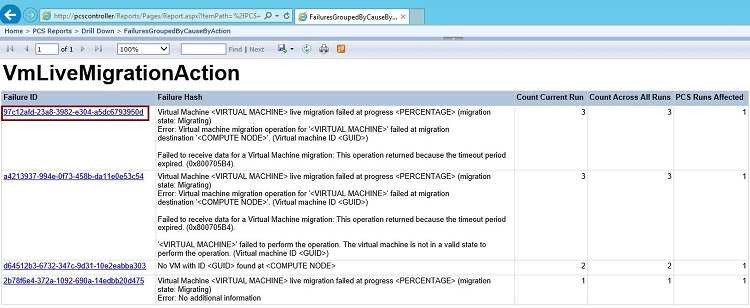 http://pcscontroller/Reports/Pages/Report.aspx?itemPath=%2fPCS+
FailuresGroupedByCauseBy...
Home > PCS Reports > Drill Down > FailuresGroupedByCauseByAction
1 of 1 100% Find | Next
VmLiveMigrationAction
Failure ID Failure Hash Count Current Run Count Across All Runs PCS Runs Affected
97c12afd-23a8-3982-e304-a5dc6793950d Virtual Machine <VIRTUAL MACHINE> live migration failed at progress <PERCENTAGE> (migration 3 3 1
state: Migrating)
Error: Virtual machine migration operation for '<VIRTUAL MACHINE>' failed at migration
destination '<COMPUTE NODE>'. (Virtual machine ID <GUID>)
Failed to receive data for a Virtual Machine migration: This operation returned because the timeout period
expired. (0x800705B4).
a4213937-994e-0f73-458b-da11e0e53c54 Virtual Machine <VIRTUAL MACHINE> live migration failed at progress <PERCENTAGE> (migration 3 3 1
state: Migrating)
Error: Virtual machine migration operation for '<VIRTUAL MACHINE>' failed at migration
destination '<COMPUTE NODE>'. (Virtual machine ID <GUID>)
Failed to receive data for a Virtual Machine migration: This operation returned because the timeout period
expired. (0x800705B4).
'<VIRTUAL MACHINE>' failed to perform the operation. The virtual machine is not in a valid state to
perform the operation. (Virtual machine ID <GUID>)
d64512b3-6732-347c-9d31-10e2eabba303 No VM with ID <GUID> found at <COMPUTE NODE> 2 2 1
2b78f6e4-372a-1092-690a-14edbb20d475 Virtual Machine <VIRTUAL MACHINE> live migration failed at progress <PERCENTAGE> (migration 1 1 1
state: Migrating)
Error: No additional information